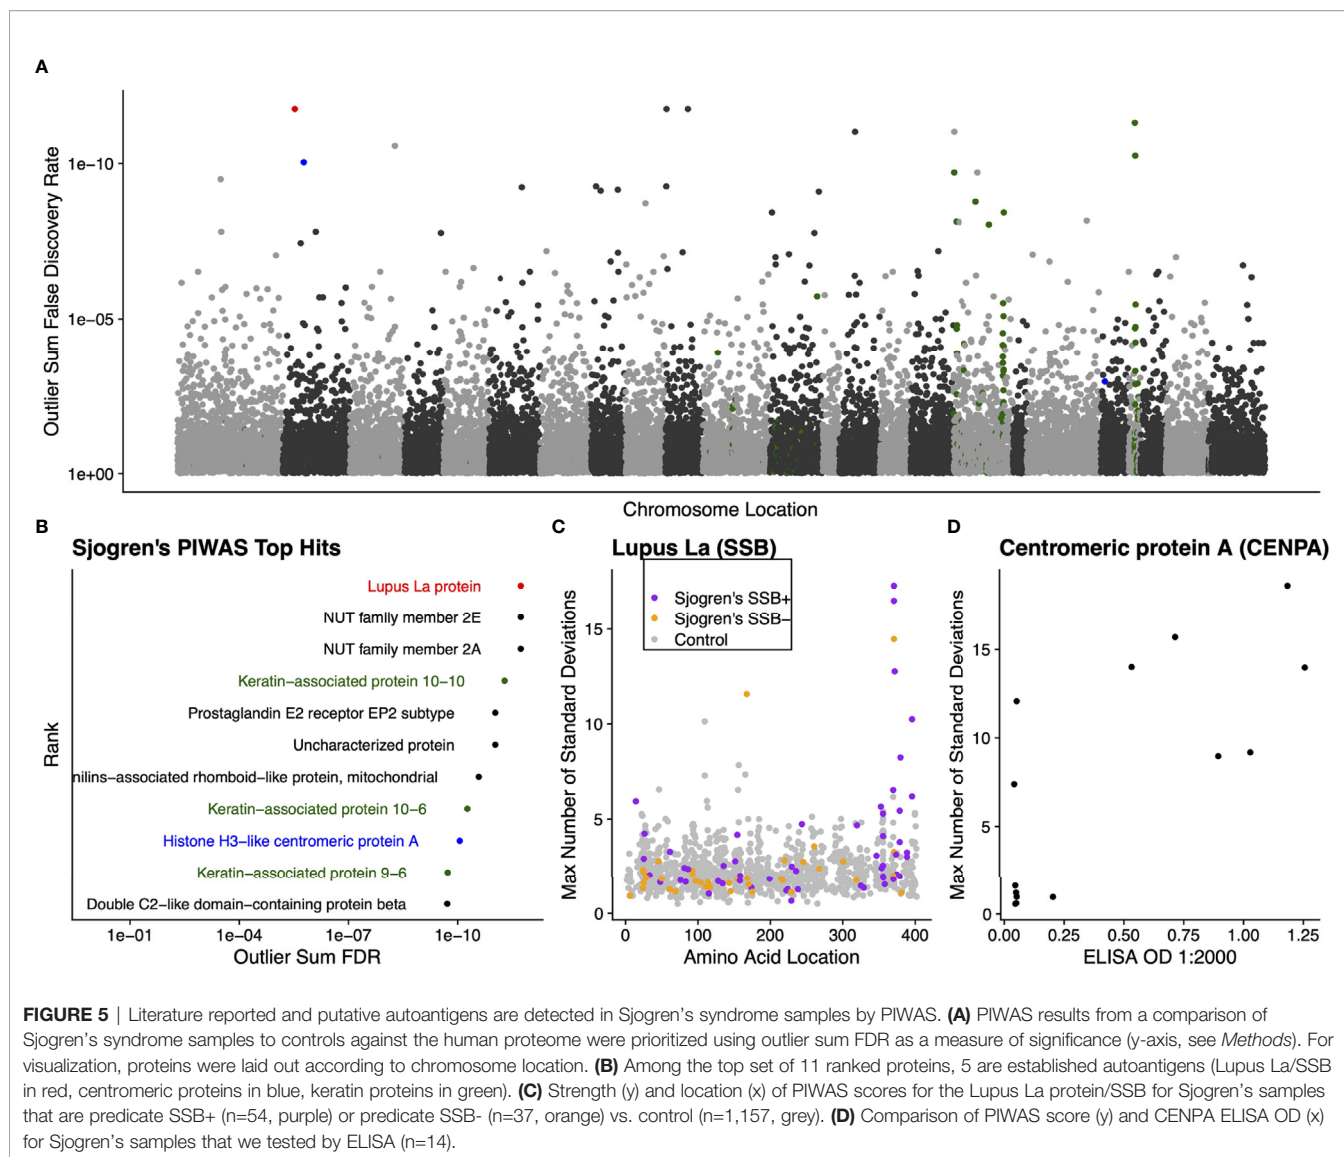 A
Outlier Sum False Discovery Rate
1e−10
1e−05
1e+00
Chromosome Location
B
Sjogren's PIWAS Top Hits
Rank
Lupus La protein
NUT family member 2E
NUT family member 2A
Keratin−associated protein 10−10
Prostaglandin E2 receptor EP2 subtype
Uncharacterized protein
nilins−associated rhomboid−like protein, mitochondrial
Keratin−associated protein 10−6
Histone H3−like centromeric protein A
Keratin−associated protein 9−6
Double C2−like domain−containing protein beta
1e−01 1e−04 1e−07 1e−10
Outlier Sum FDR
C
Lupus La (SSB)
Max Number of Standard Deviations
Sjogren's SSB+
Sjogren's SSB−
Control
15
10
5
0
0 100 200 300 400
Amino Acid Location
D
Centromeric protein A (CENPA)
Max Number of Standard Deviations
15
10
5
0
0.00 0.25 0.50 0.75 1.00 1.25
ELISA OD 1:2000
FIGURE 5 | Literature reported and putative autoantigens are detected in Sjogren's syndrome samples by PIWAS. (A) PIWAS results from a comparison of
Sjogren's syndrome samples to controls against the human proteome were prioritized using outlier sum FDR as a measure of significance (y-axis, see Methods). For
visualization, proteins were laid out according to chromosome location. (B) Among the top set of 11 ranked proteins, 5 are established autoantigens (Lupus La/SSB
in red, centromeric proteins in blue, keratin proteins in green). (C) Strength (y) and location (x) of PIWAS scores for the Lupus La protein/SSB for Sjogren's samples
that are predicate SSB+ (n=54, purple) or predicate SSB- (n=37, orange) vs. control (n=1,157, grey). (D) Comparison of PIWAS score (y) and CENPA ELISA OD (x)
for Sjogren's samples that we tested by ELISA (n=14).